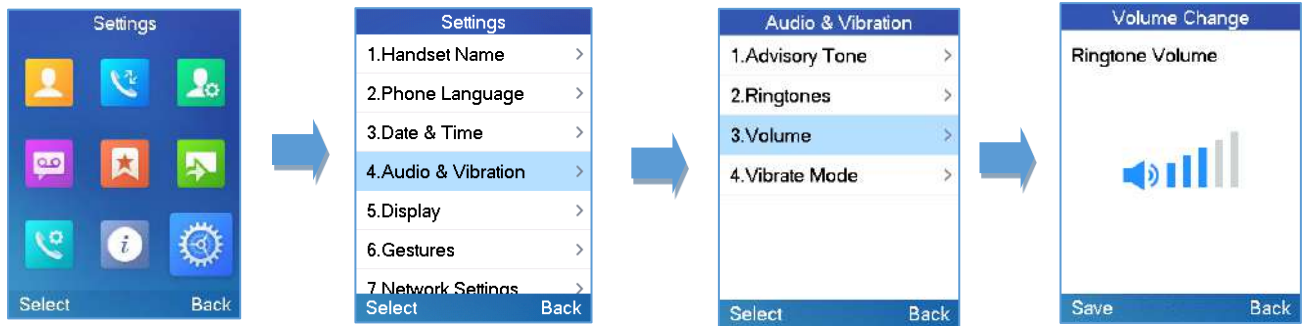 Settings
Select Back
Settings
1.Handset Name
2.Phone Language
3.Date & Time
4.Audio & Vibration
5.Display
6.Gestures
7.Network Settings
Select Back
Audio & Vibration
1.Advisory Tone
2.Ringtones
3.Volume
4.Vibrate Mode
Select Back
Volume Change
Ringtone Volume
Save Back